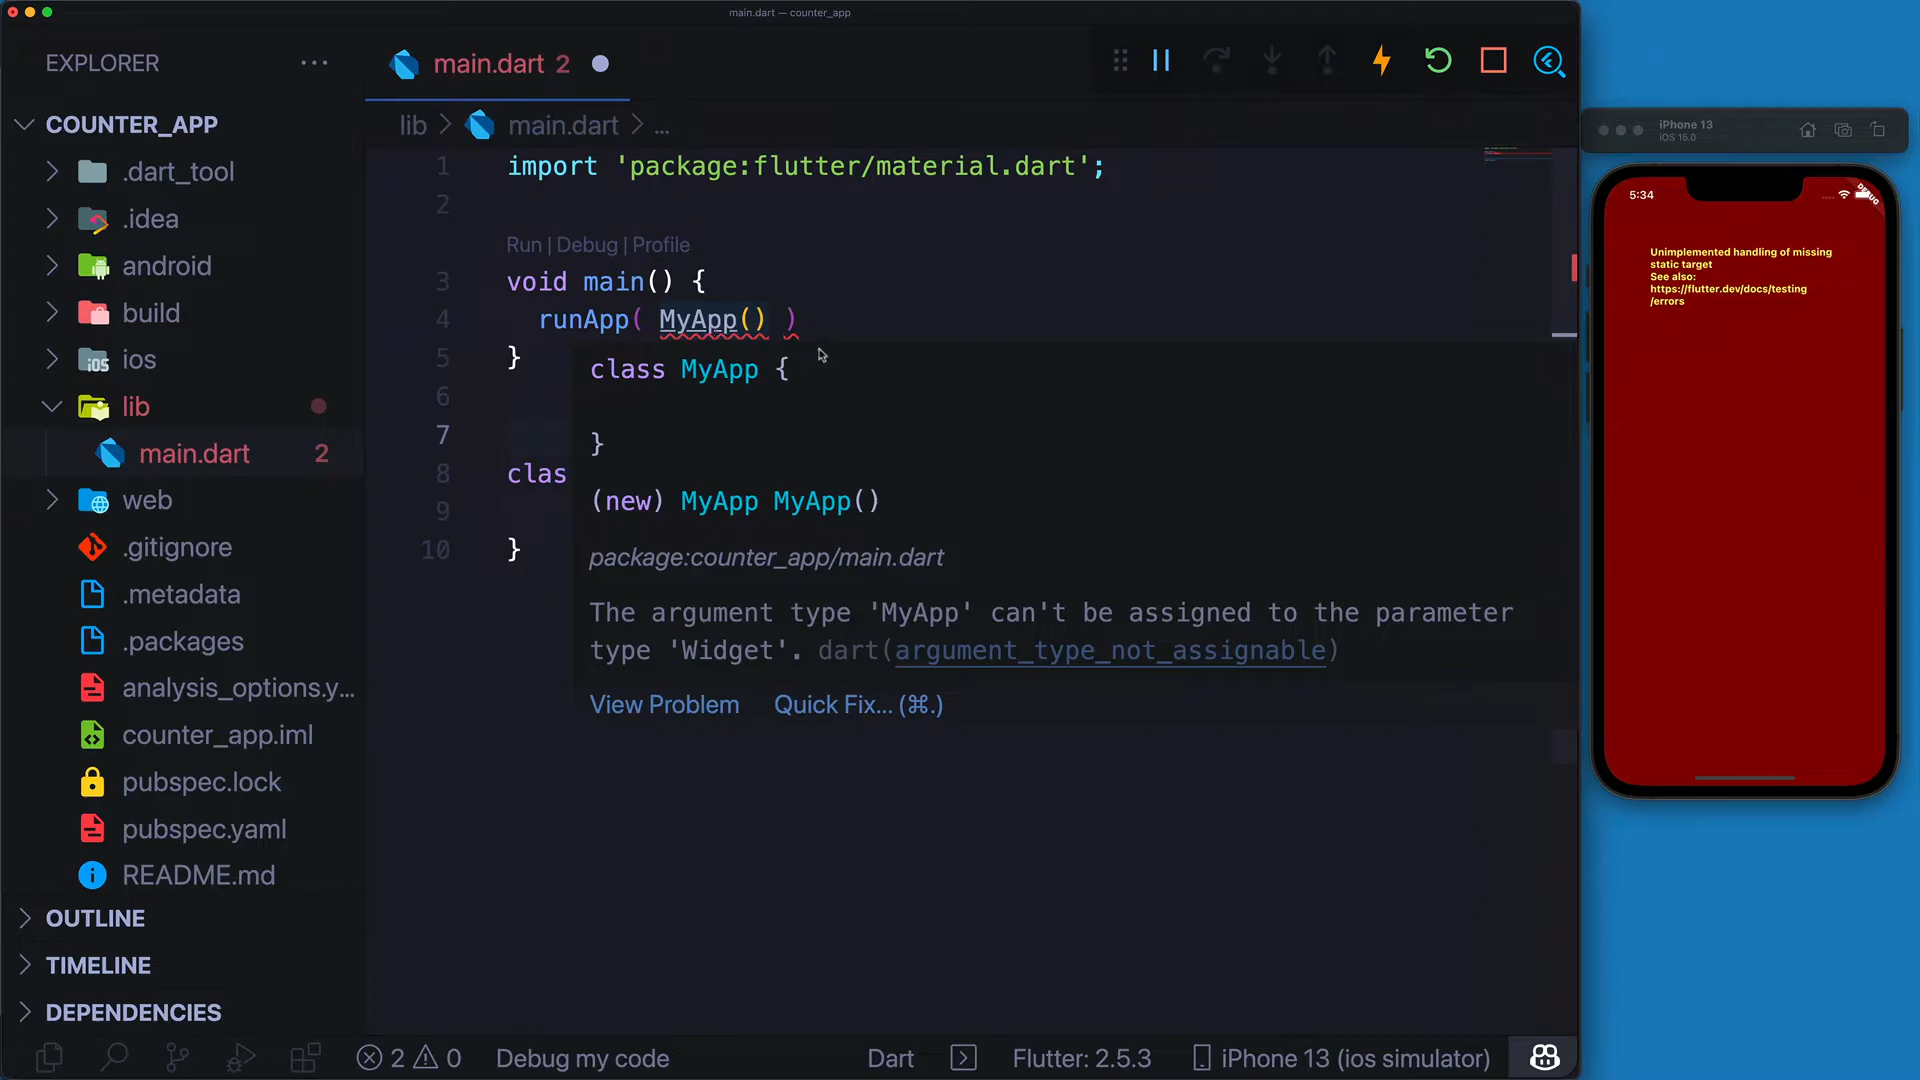 main.dart — counter_app
EXPLORER
COUNTER_APP
.dart_tool
.idea
android
build
ios
lib
main.dart 2
web
.gitignore
.metadata
.packages
analysis_options.y...
counter_app.iml
pubspec.lock
pubspec.yaml
README.md
OUTLINE
TIMELINE
DEPENDENCIES
main.dart 2
lib > main.dart > ...
1 import 'package:flutter/material.dart';
2
Run | Debug | Profile
3 void main() {
4 runApp( MyApp() )
5 }
6
7
8 clas
9
10 }
class MyApp {
}
(new) MyApp MyApp()
package:counter_app/main.dart
The argument type 'MyApp' can't be assigned to the parameter
type 'Widget'. dart(argument_type_not_assignable)
View Problem Quick Fix... (⌘.)
2 0 Debug my code Dart Flutter: 2.5.3 iPhone 13 (ios simulator)
iPhone 13
iOS 15.0
5:34
DEBUG
Unimplemented handling of missing
static target
See also:
https://flutter.dev/docs/testing
/errors